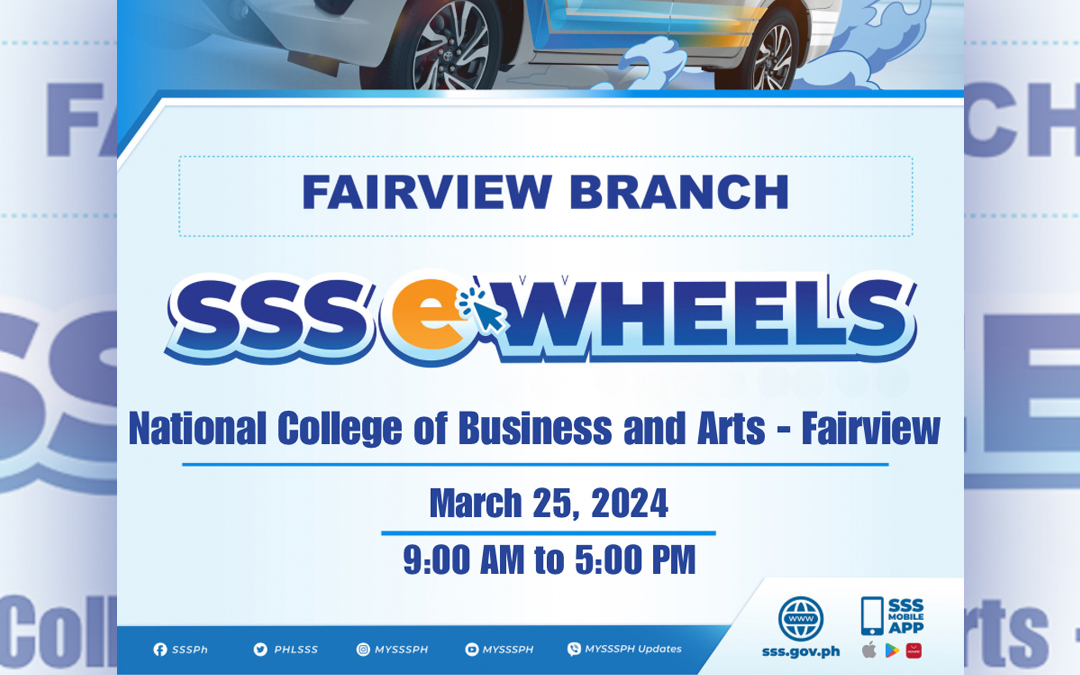 FAIRVIEW BRANCH
SSS e WHEELS
National College of Business and Arts - Fairview
March 25, 2024
9:00 AM to 5:00 PM
SSSPh
PHLSSS
MYSSSPH
MYSSSPH
MYSSSPH Updates
www
sss.gov.ph
SSS
MOBILE
APP